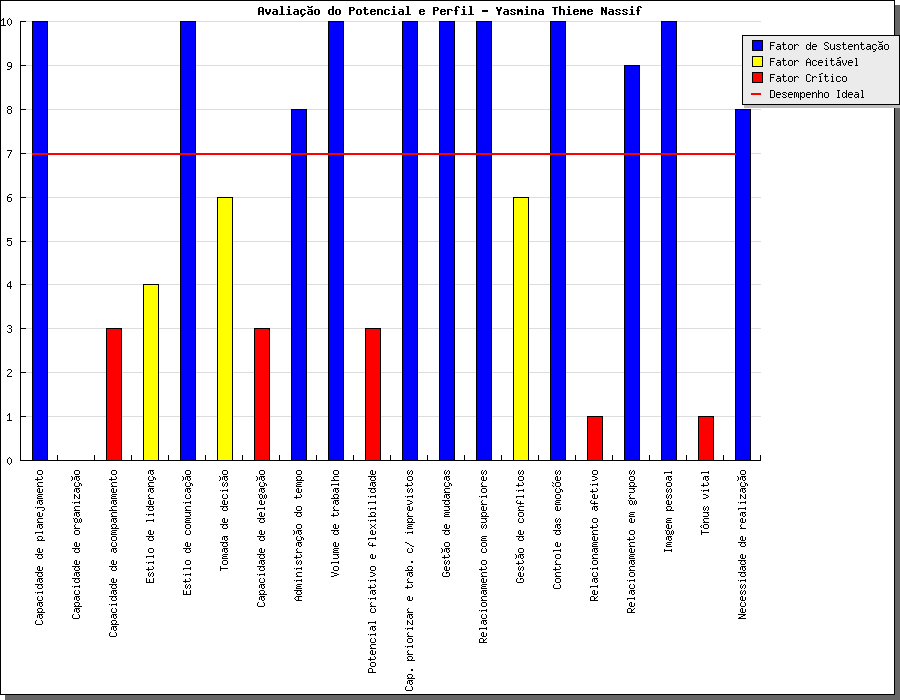 Avaliação do Potencial e Perfil - Yasmina Thieme Nassif
10
9
8
7
6
5
4
3
2
1
0
Fator de Sustentação
Fator Aceitável
Fator Crítico
Desempenho Ideal
Capacidade de planejamento
Capacidade de organização
Capacidade de acompanhamento
Estilo de liderança
Estilo de comunicação
Tomada de decisão
Capacidade de delegação
Administração do tempo
Volume de trabalho
Potencial criativo e flexibilidade
Cap. priorizar e trab. c/ imprevistos
Gestão de mudanças
Relacionamento com superiores
Gestão de conflitos
Controle das emoções
Relacionamento afetivo
Relacionamento em grupos
Imagem pessoal
Tônus vital
Necessidade de realização